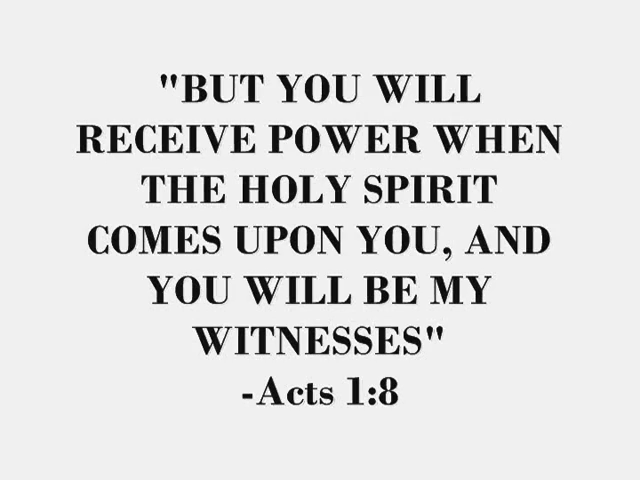 "BUT YOU WILL
RECEIVE POWER WHEN
THE HOLY SPIRIT
COMES UPON YOU, AND
YOU WILL BE MY
WITNESSES"
-Acts 1:8